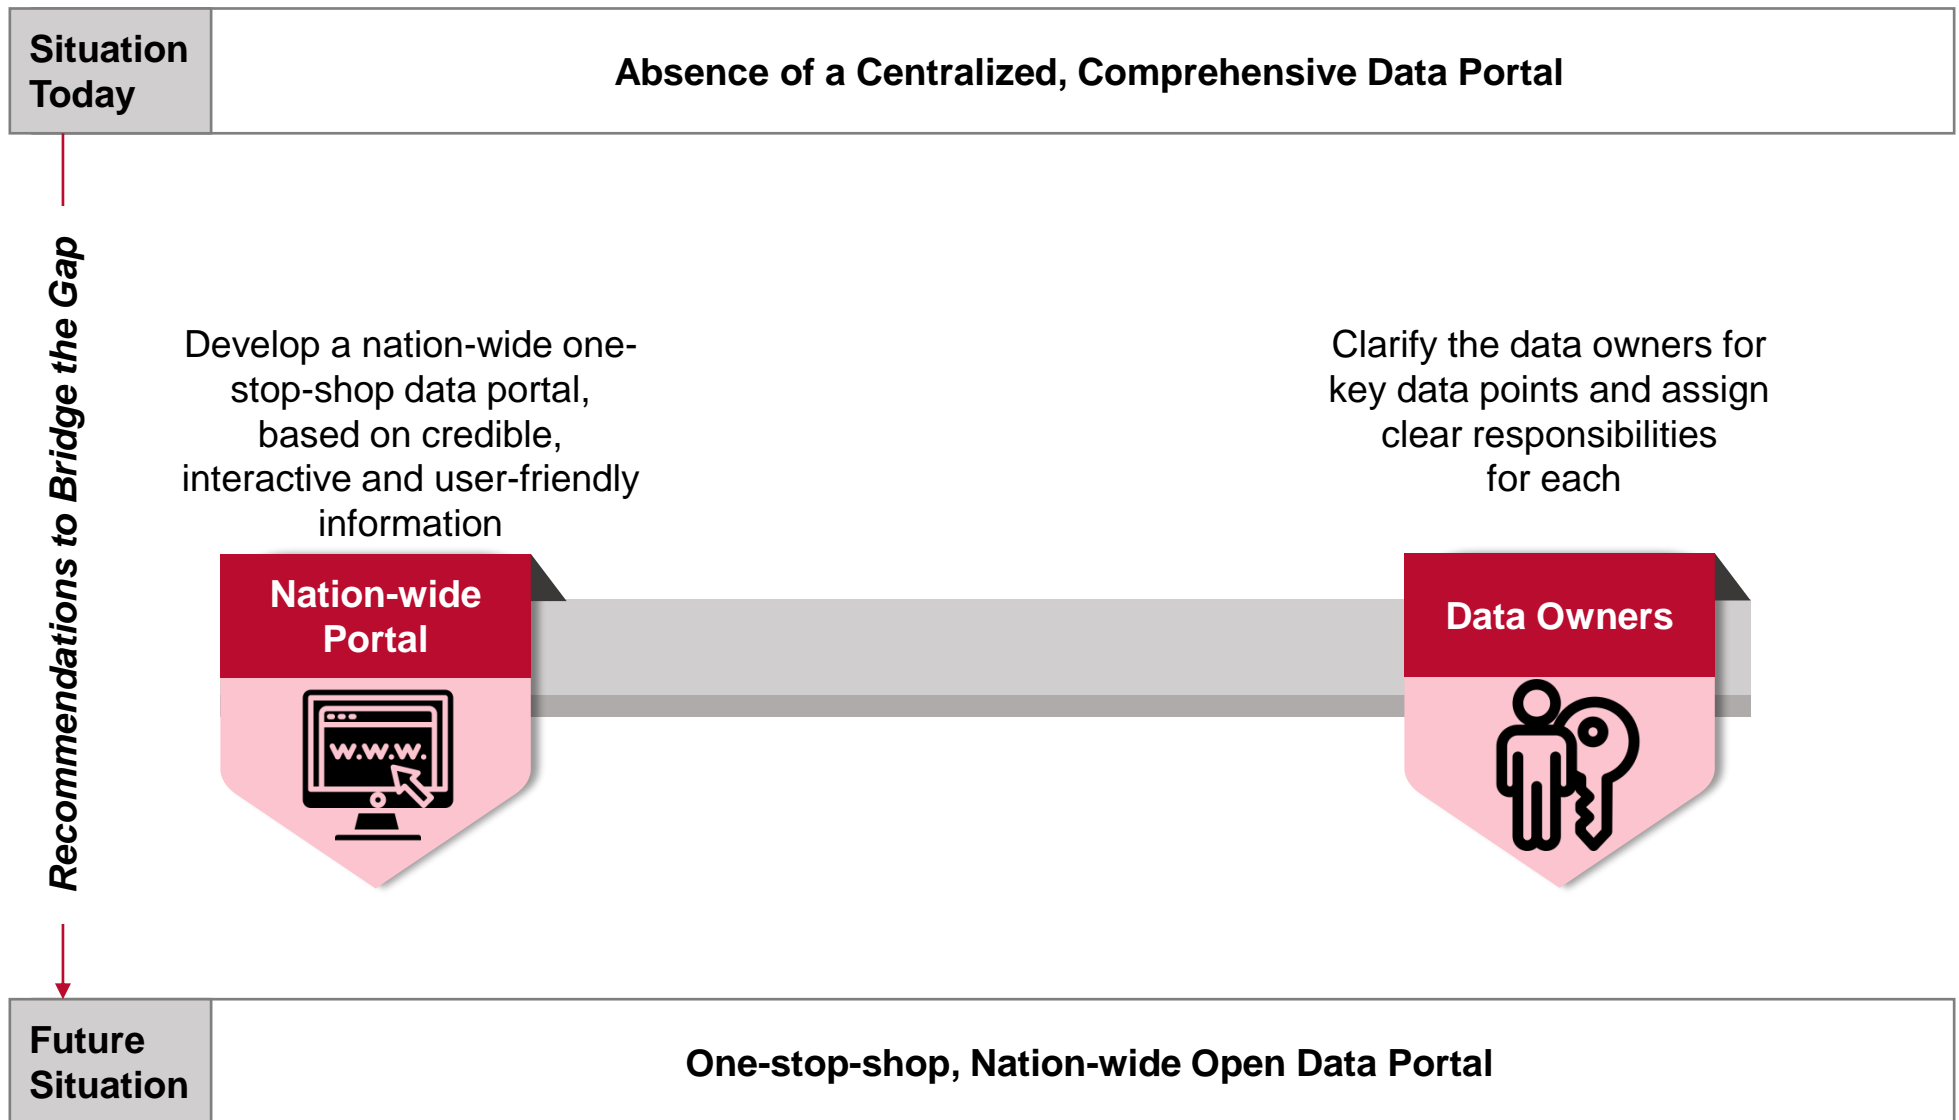 Situation
Today
Absence of a Centralized, Comprehensive Data Portal
Recommendations to Bridge the Gap
Develop a nation-wide one-
stop-shop data portal,
based on credible,
interactive and user-friendly
information
Nation-wide
Portal
w.w.w.
Clarify the data owners for
key data points and assign
clear responsibilities
for each
Data Owners
Future
Situation
One-stop-shop, Nation-wide Open Data Portal